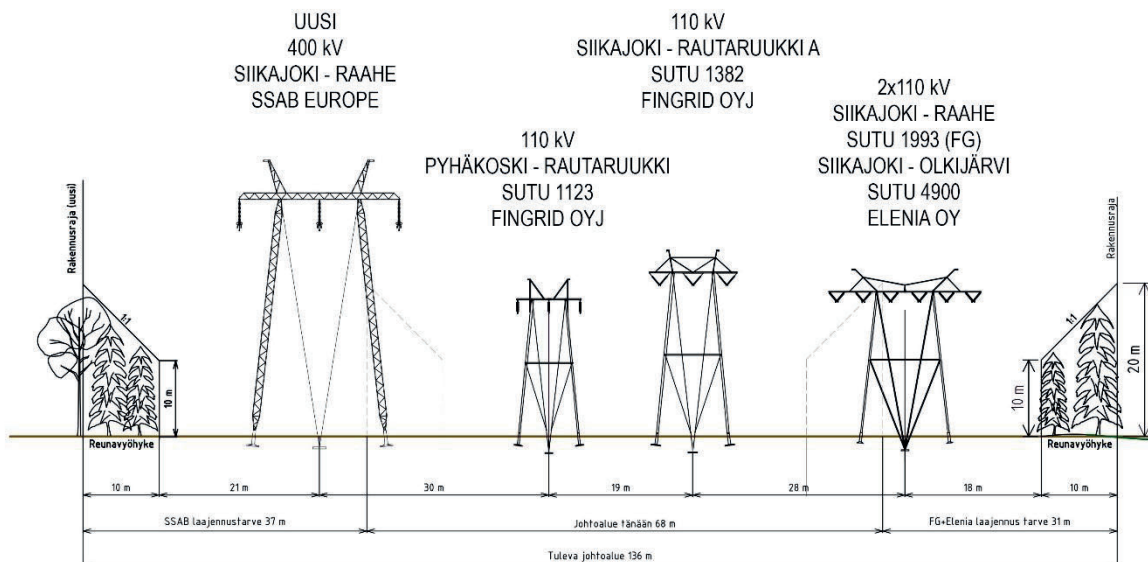 UUSI
400 kV
SIIKAJOKI - RAAHE
SSAB EUROPE
110 kV
PYHÄKOSKI - RAUTARUUKKI
SUTU 1123
FINGRID OYJ
110 kV
SIIKAJOKI - RAUTARUUKKI A
SUTU 1382
FINGRID OYJ
2x110 kV
SIIKAJOKI - RAAHE
SUTU 1993 (FG)
SIIKAJOKI - OLKIJÄRVI
SUTU 4900
ELENIA OY
Rakennusraja (uusi)
1:1
10 m
Reunavyöhyke
Rakennusraja
1:1
10 m
20 m
Reunavyöhyke
10 m
21 m
30 m
19 m
28 m
18 m
10 m
SSAB laajennustarve 37 m
Johtoalue tänään 68 m
FG+Elenia laajennus tarve 31 m
Tuleva johtoalue 136 m